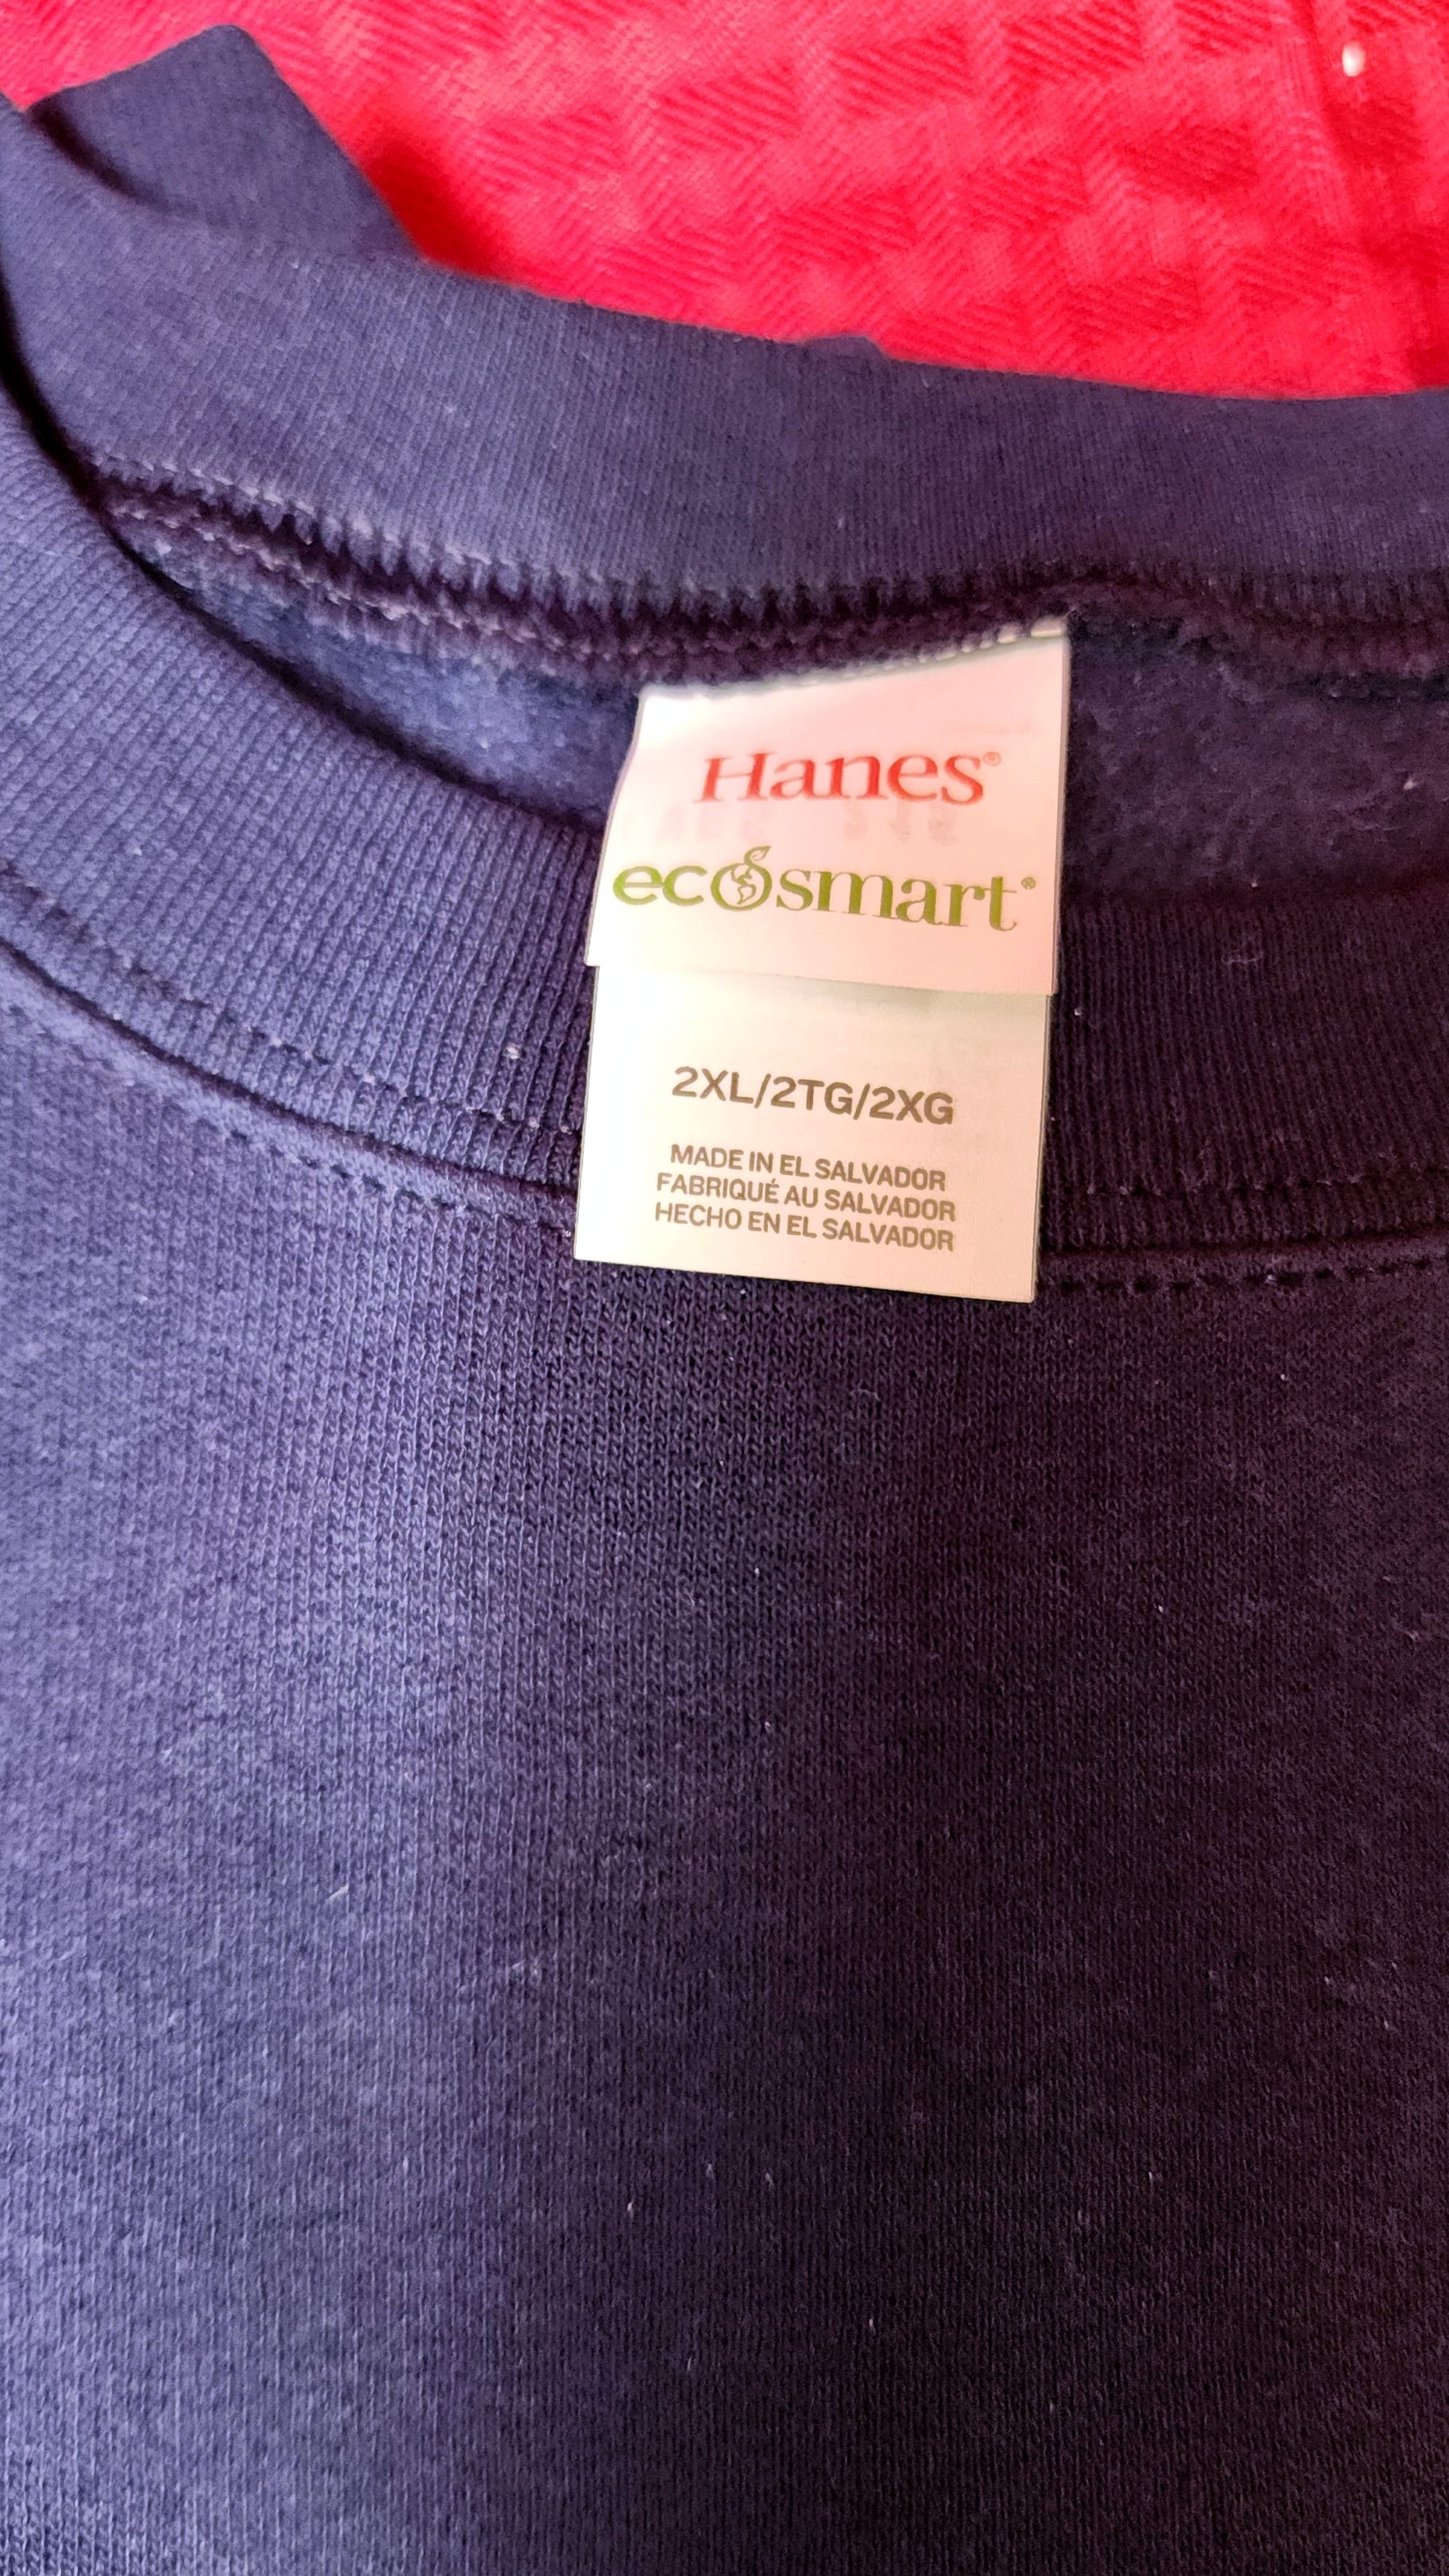 Hanes®
ecosmart®
2XL/2TG/2XG
MADE IN EL SALVADOR
FABRIQUÉ AU SALVADOR
HECHO EN EL SALVADOR